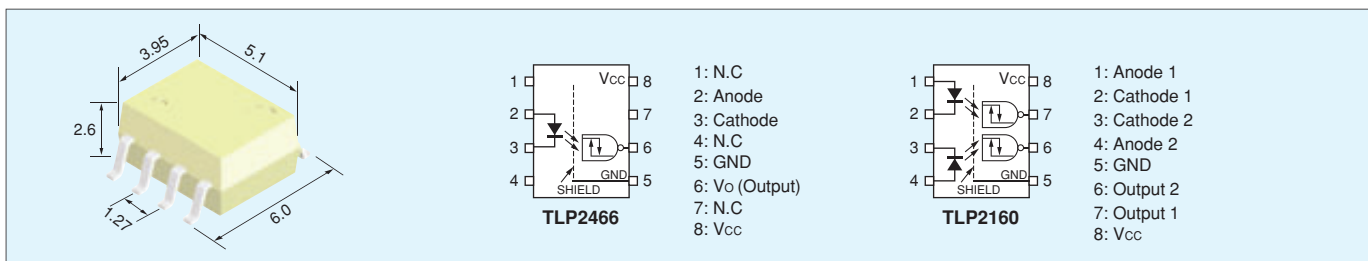 3.95
5.1
2.6
1.27
6.0
1
2
3
4
VCC
GND
SHIELD
8
7
6
5
TLP2466
1: N.C
2: Anode
3: Cathode
4: N.C
5: GND
6: VO (Output)
7: N.C
8: VCC
1
2
3
4
VCC
GND
SHIELD
8
7
6
5
TLP2160
1: Anode 1
2: Cathode 1
3: Cathode 2
4: Anode 2
5: GND
6: Output 2
7: Output 1
8: VCC